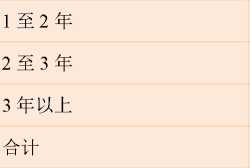 1 至 2 年
2 至 3 年
3 年以上
合计